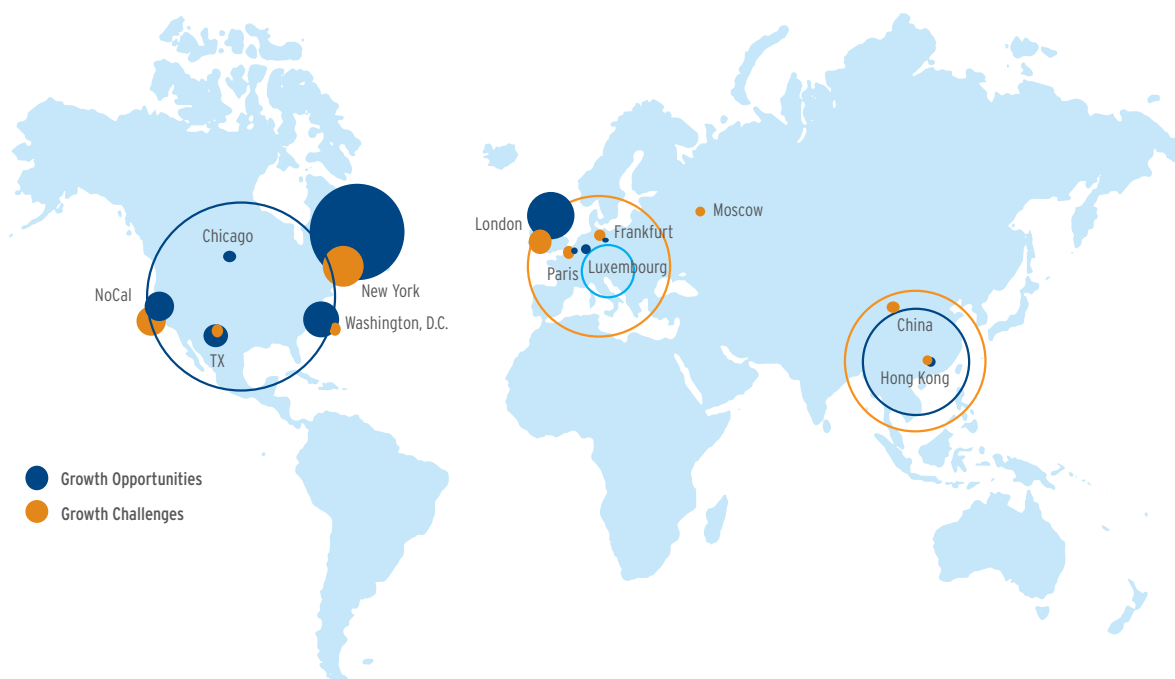 Chicago
NoCal
TX
New York
Washington, D.C.
London
Paris
Frankfurt
Luxembourg
Moscow
China
Hong Kong
Growth Opportunities
Growth Challenges